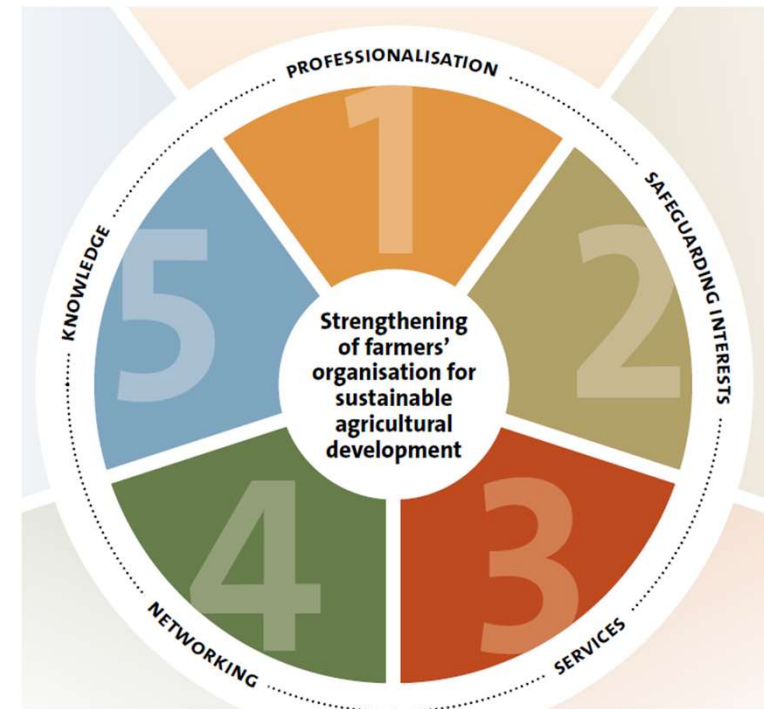 PROFESSIONALISATION
1
SAFEGUARDING INTERESTS
2
SERVICES
3
NETWORKING
4
KNOWLEDGE
5
Strengthening
of farmers'
organisation for
sustainable
agricultural
development